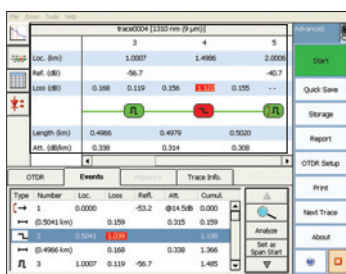 File Zoom Tools Help
trace0004 [1310 nm (9 µm)]
Advanced
3 4 5
Loc. (km) 1.0007 1.4986 2.0006
Ref. (dB) -56.7 -40.7
Loss (dB) 0.168 0.119 0.156 1.122 0.155 --
Length (km) 0.4966 0.4979 0.5020
Att. (dB/km) 0.338 0.314 0.308
Start
Quick Save
Storage
Report
OTDR Setup
Print
Next Trace
About
OTDR Events Measure Trace Info.
Type Number Loc. Loss Refl. Att. Cumul.
1 0.0000 -53.2 @14.5dB 0.000
(0.5041 km) 0.159 0.315 0.159
2 0.5041 1.039 1.198
(0.4966 km) 0.168 0.338 1.366
3 1.0007 0.119 -56.7 1.485
Analyze
Set as
Span Start